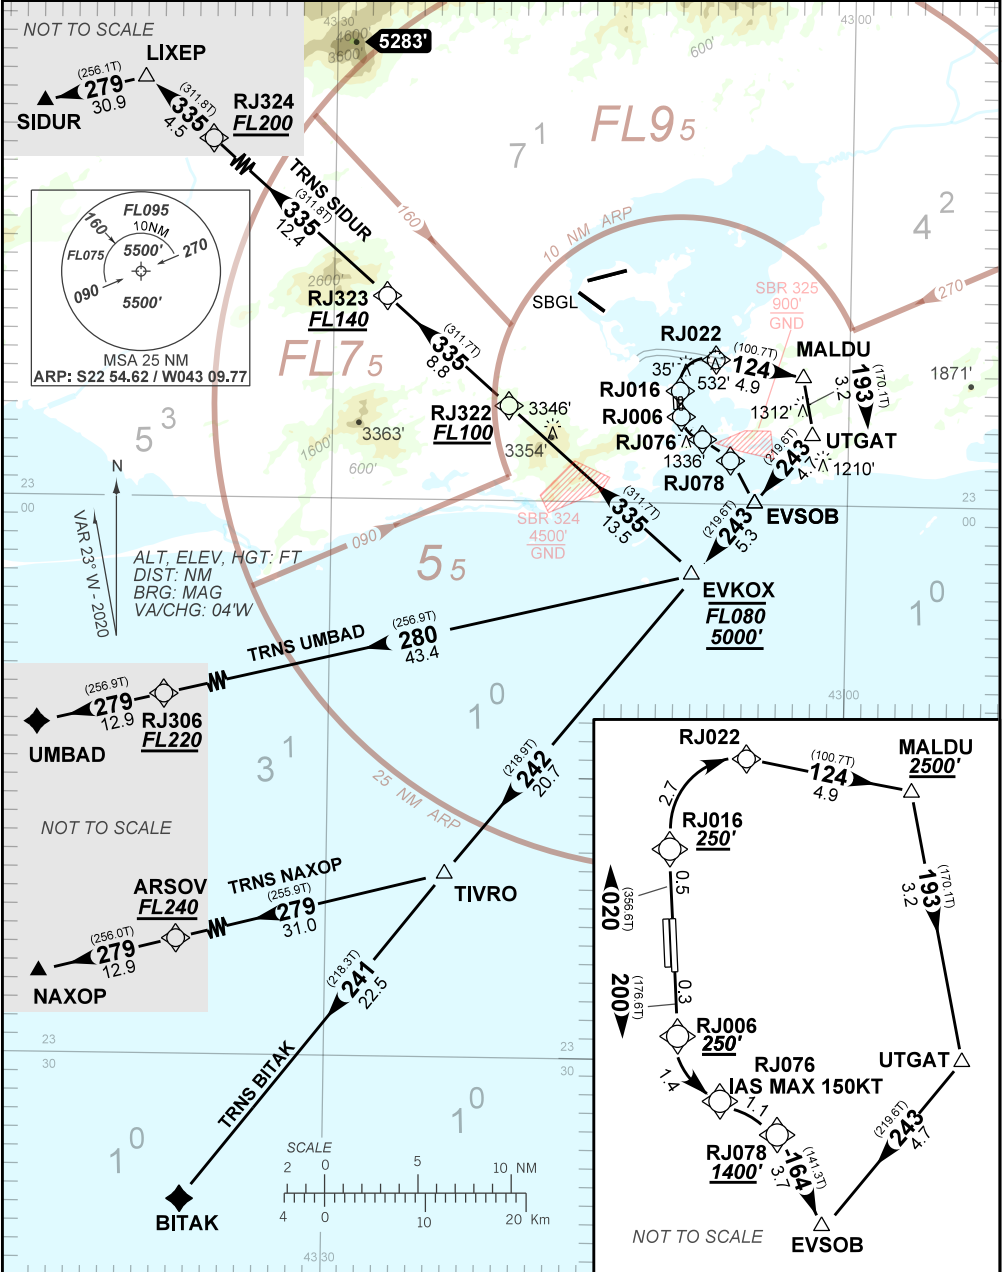 NOT TO SCALE
LIXEP
(256.1T)
279
30.9
SIDUR
(311.8T)
335
4.5
RJ324
FL200
43 30
4600'
3600'
5283'
600'
43 00
FL9 5
7 1
TRNS SIDUR
(311.8T)
335
12.4
160
10 NM ARP
4 2
FL095
10NM
160
270
FL075
5500'
090
5500'
MSA 25 NM
ARP: S22 54.62 / W043 09.77
2600'
RJ323
FL140
SBGL
SBR 325
900'
GND
270
FL7 5
(311.7T)
335
8.8
RJ022
(100.7T)
124
4.9
MALDU
35'
532'
(170.1T)
193
3.2
1871'
RJ016
RJ322
FL100
3346'
3354'
RJ006
1312'
5 3
3363'
1600'
600'
RJ076
1336'
UTGAT
(219.6T)
243
4.7
1210'
RJ078
N
23
00
EVSOB
23
00
VAR 23° W - 2020
SBR 324
4500'
GND
(311.7T)
335
13.5
(219.6T)
243
5.3
090
ALT, ELEV, HGT: FT
DIST: NM
BRG: MAG
VA/CHG: 04'W
5 5
EVKOX
FL080
5000'
1 0
TRNS UMBAD
(256.9T)
280
43.4
(256.9T)
279
12.9
RJ306
FL220
UMBAD
43 00
1 0
3 1
(218.9T)
242
20.7
25 NM ARP
NOT TO SCALE
ARSOV
FL240
TRNS NAXOP
(255.9T)
279
31.0
TIVRO
(256.0T)
279
12.9
NAXOP
(218.3T)
241
22.5
23
30
23
30
TRNS BITAK
1 0
1 0
SCALE
2 0 5 10 NM
4 0 10 20 Km
BITAK
43 30
RJ022
(100.7T)
124
4.9
MALDU
2500'
2.7
RJ016
250'
0.5
(356.6T)
020
(170.1T)
193
3.2
(176.6T)
200
0.3
RJ006
250'
1.4
RJ076
IAS MAX 150KT
UTGAT
1.1
RJ078
1400'
(141.3T)
164
3.7
(219.6T)
243
4.7
EVSOB
NOT TO SCALE